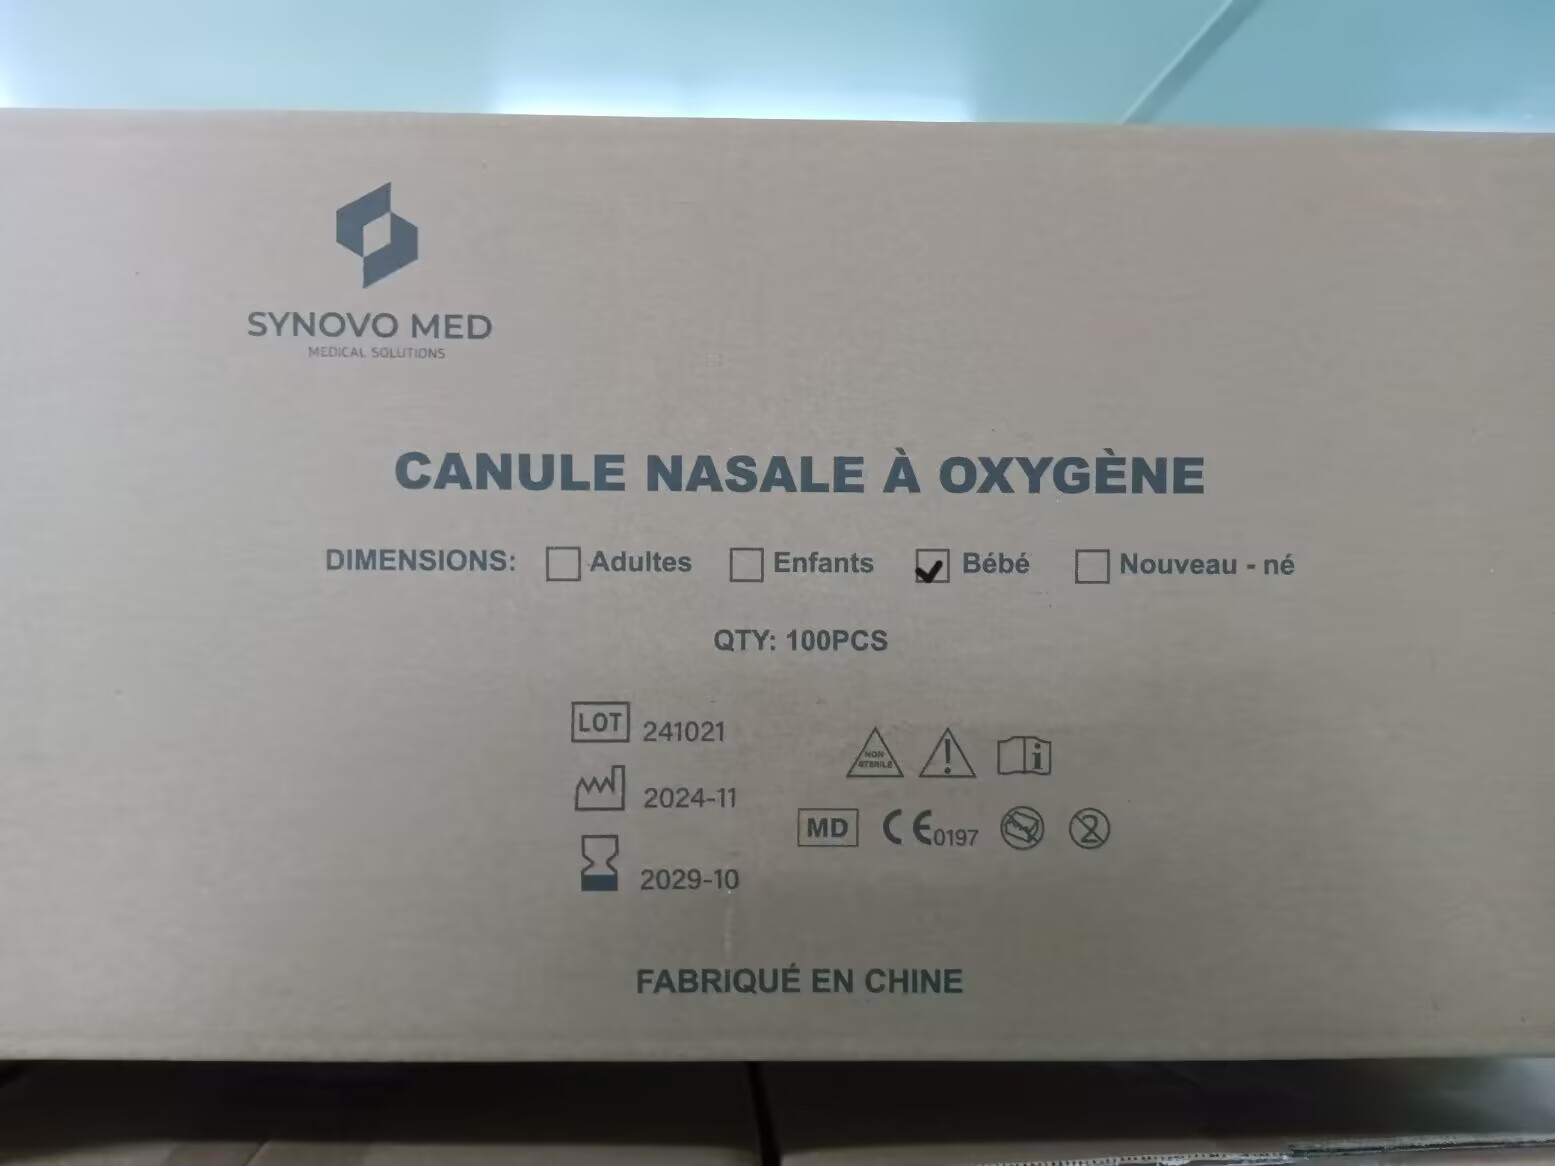 SYNOVO MED
MEDICAL SOLUTIONS
CANULE NASALE À OXYGÈNE
DIMENSIONS: Adultes Enfants Bébé Nouveau - né
QTY: 100PCS
LOT 241021
2024-11
2029-10
NON
STERILE
!
i
MD CE0197 2
FABRIQUÉ EN CHINE